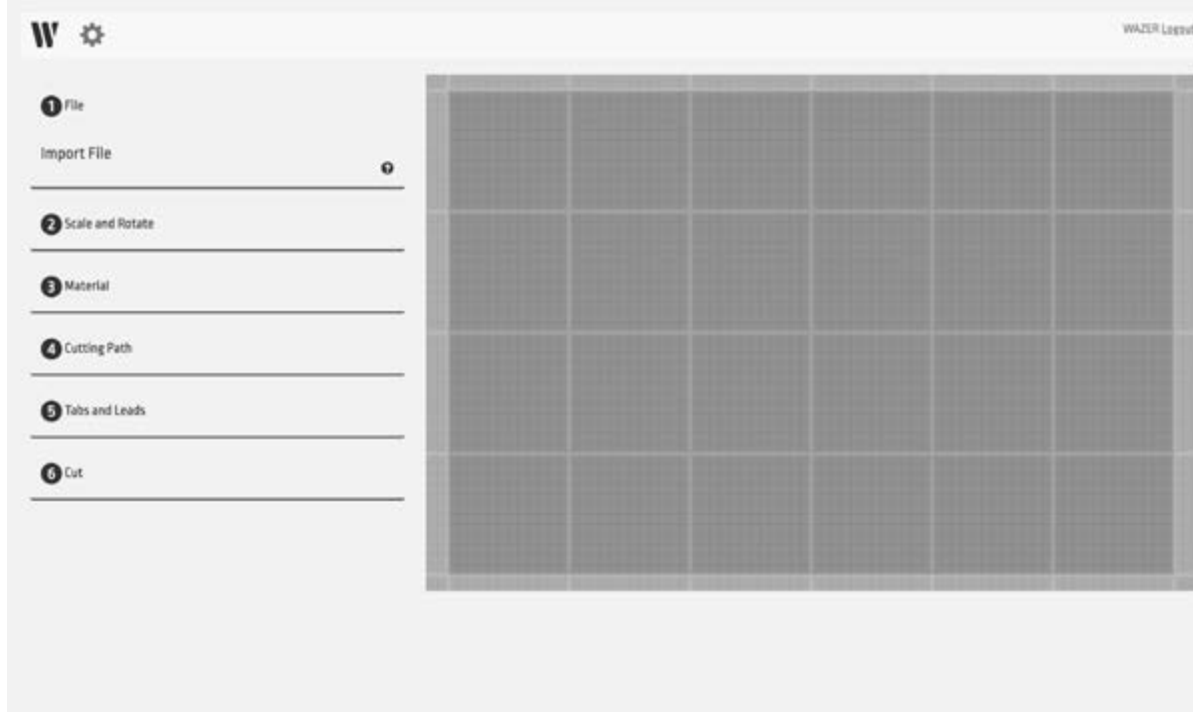 W
WAZER Logout
1 File
Import File
?
2 Scale and Rotate
3 Material
4 Cutting Path
5 Tabs and Leads
6 Cut